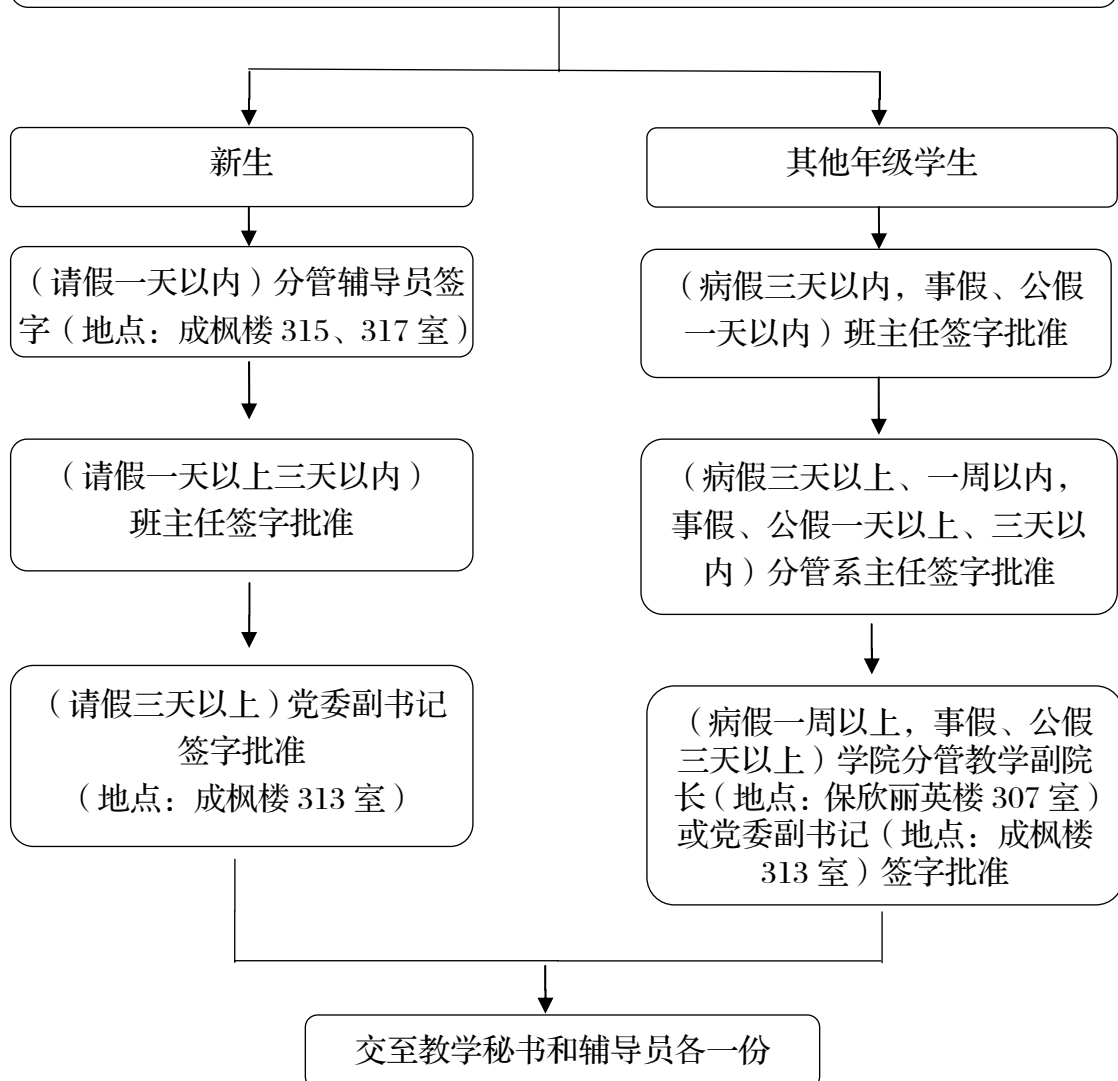 新生
（请假一天以内）分管辅导员签
字（地点：成枫楼 315、317 室）
（请假一天以上三天以内）
班主任签字批准
（请假三天以上）党委副书记
签字批准
（地点：成枫楼 313 室）
其他年级学生
（病假三天以内，事假、公假
一天以内）班主任签字批准
（病假三天以上、一周以内，
事假、公假一天以上、三天以
内）分管系主任签字批准
（病假一周以上，事假、公假
三天以上）学院分管教学副院
长（地点：保欣丽英楼 307 室）
或党委副书记（地点：成枫楼
313 室）签字批准
交至教学秘书和辅导员各一份